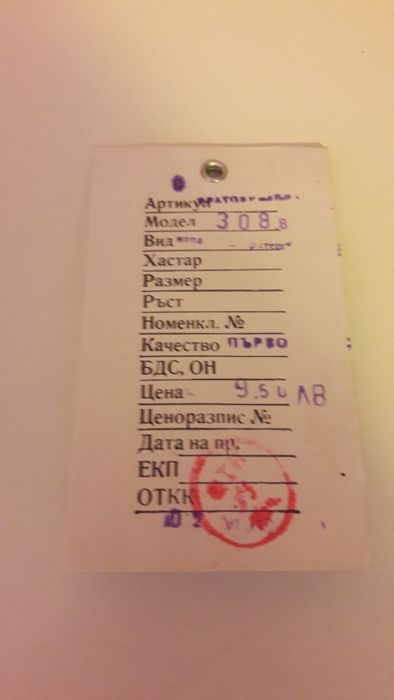 Артикул
Модел 308.8
Вид
Хастар
Размер
Ръст
Номенкл. №
Качество ПЪРВО
БДС, ОН
Цена 9.50 ЛВ
Ценоразпис №
Дата на пр.
ЕКП
ОТКК